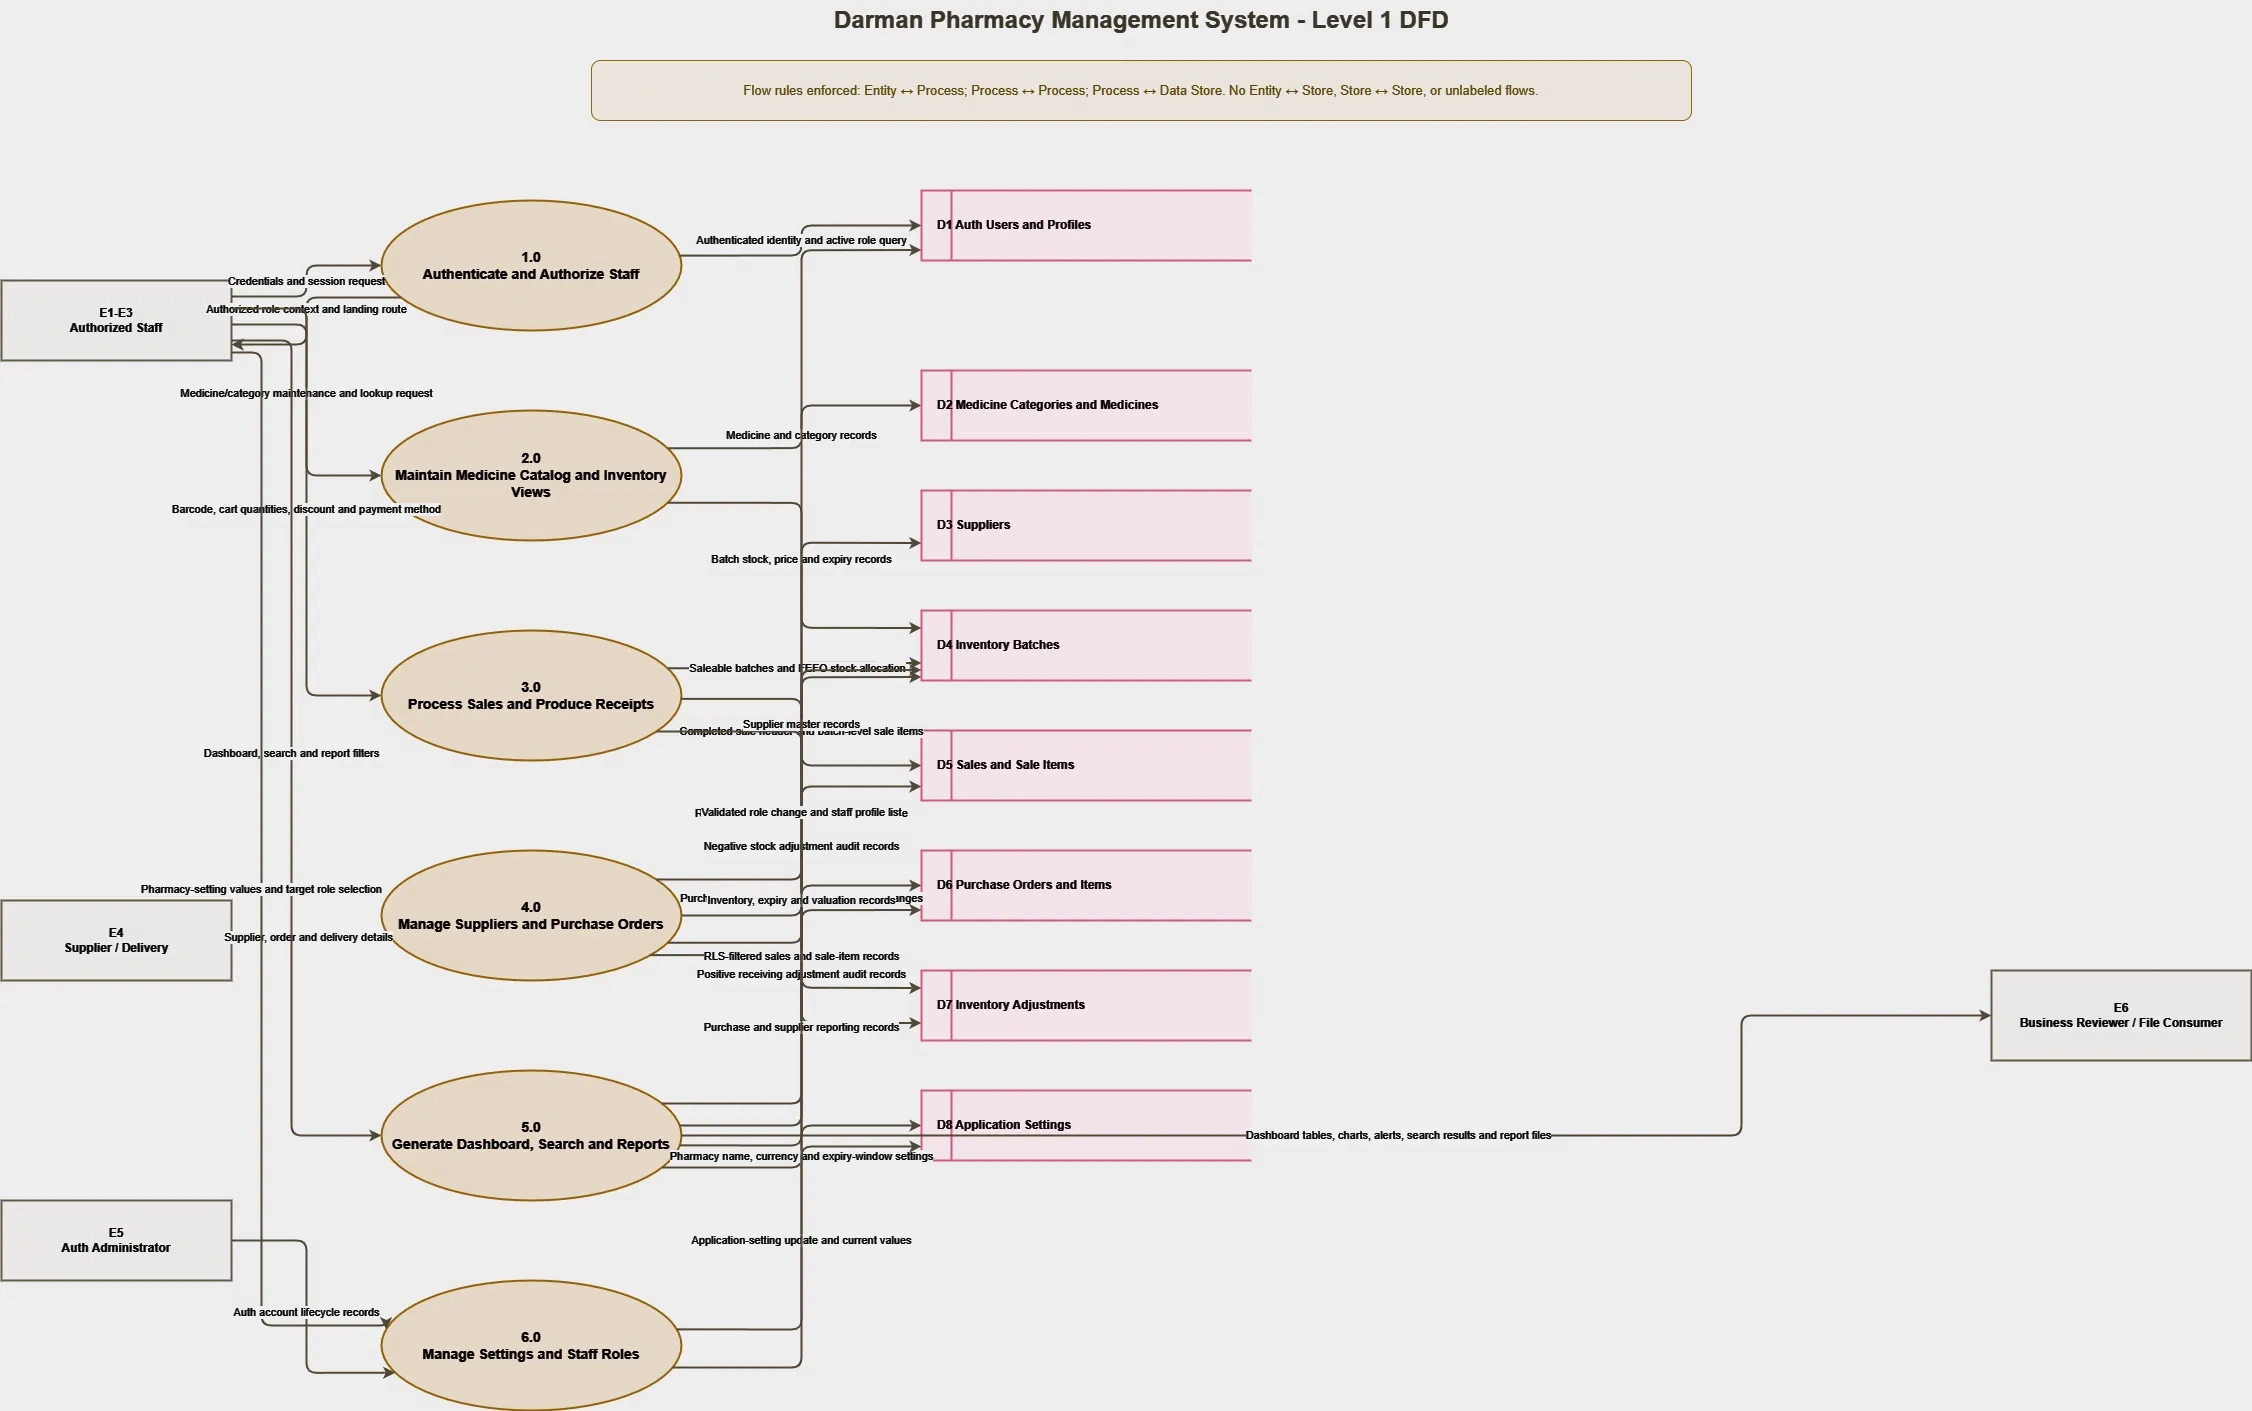 Darman Pharmacy Management System - Level 1 DFD
Flow rules enforced: Entity ↔ Process; Process ↔ Process; Process ↔ Data Store. No Entity ↔ Store, Store ↔ Store, or unlabeled flows.
E1-E3
Authorized Staff
Credentials and session request
Authorized role context and landing route
Medicine/category maintenance and lookup request
Barcode, cart quantities, discount and payment method
Dashboard, search and report filters
Pharmacy-setting values and target role selection
E4
Supplier / Delivery
Supplier, order and delivery details
E5
Auth Administrator
Auth account lifecycle records
1.0
Authenticate and Authorize Staff
2.0
Maintain Medicine Catalog and Inventory
Views
3.0
Process Sales and Produce Receipts
4.0
Manage Suppliers and Purchase Orders
5.0
Generate Dashboard, Search and Reports
6.0
Manage Settings and Staff Roles
Authenticated identity and active role query
Medicine and category records
Batch stock, price and expiry records
Saleable batches and FEFO stock allocation
Supplier master records
Completed sale header and batch-level sale items
Validated role change and staff profile list
Negative stock adjustment audit records
Inventory, expiry and valuation records
RLS-filtered sales and sale-item records
Positive receiving adjustment audit records
Purchase and supplier reporting records
Pharmacy name, currency and expiry-window settings
Application-setting update and current values
D1 Auth Users and Profiles
D2 Medicine Categories and Medicines
D3 Suppliers
D4 Inventory Batches
D5 Sales and Sale Items
D6 Purchase Orders and Items
D7 Inventory Adjustments
D8 Application Settings
Dashboard tables, charts, alerts, search results and report files
E6
Business Reviewer / File Consumer